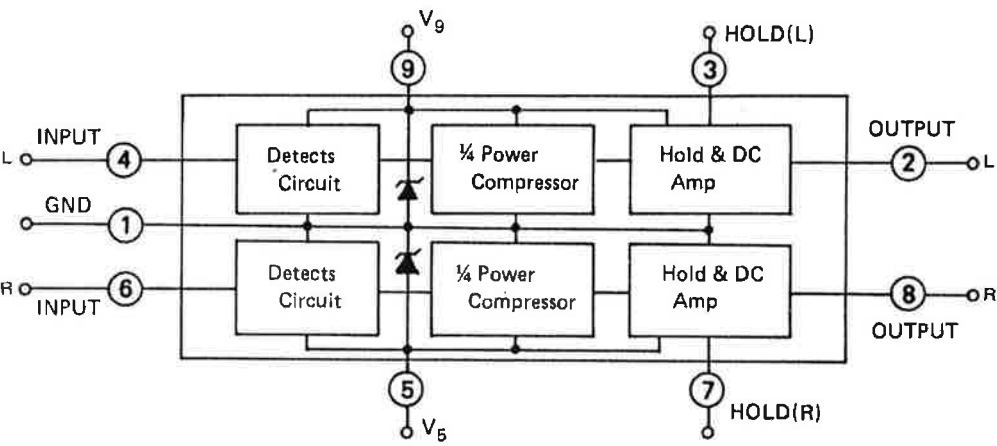 V9
9
HOLD(L)
3
INPUT
L
4
Detects
Circuit
¼ Power
Compressor
Hold & DC
Amp
OUTPUT
2
L
GND
1
R
INPUT
6
Detects
Circuit
¼ Power
Compressor
Hold & DC
Amp
8
R
OUTPUT
5
V5
7
HOLD(R)